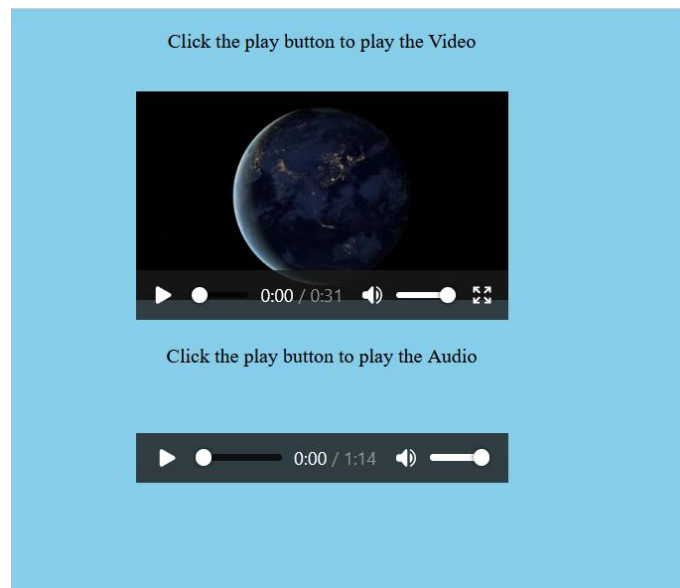 Click the play button to play the Video
0:00 / 0:31
Click the play button to play the Audio
0:00 / 1:14